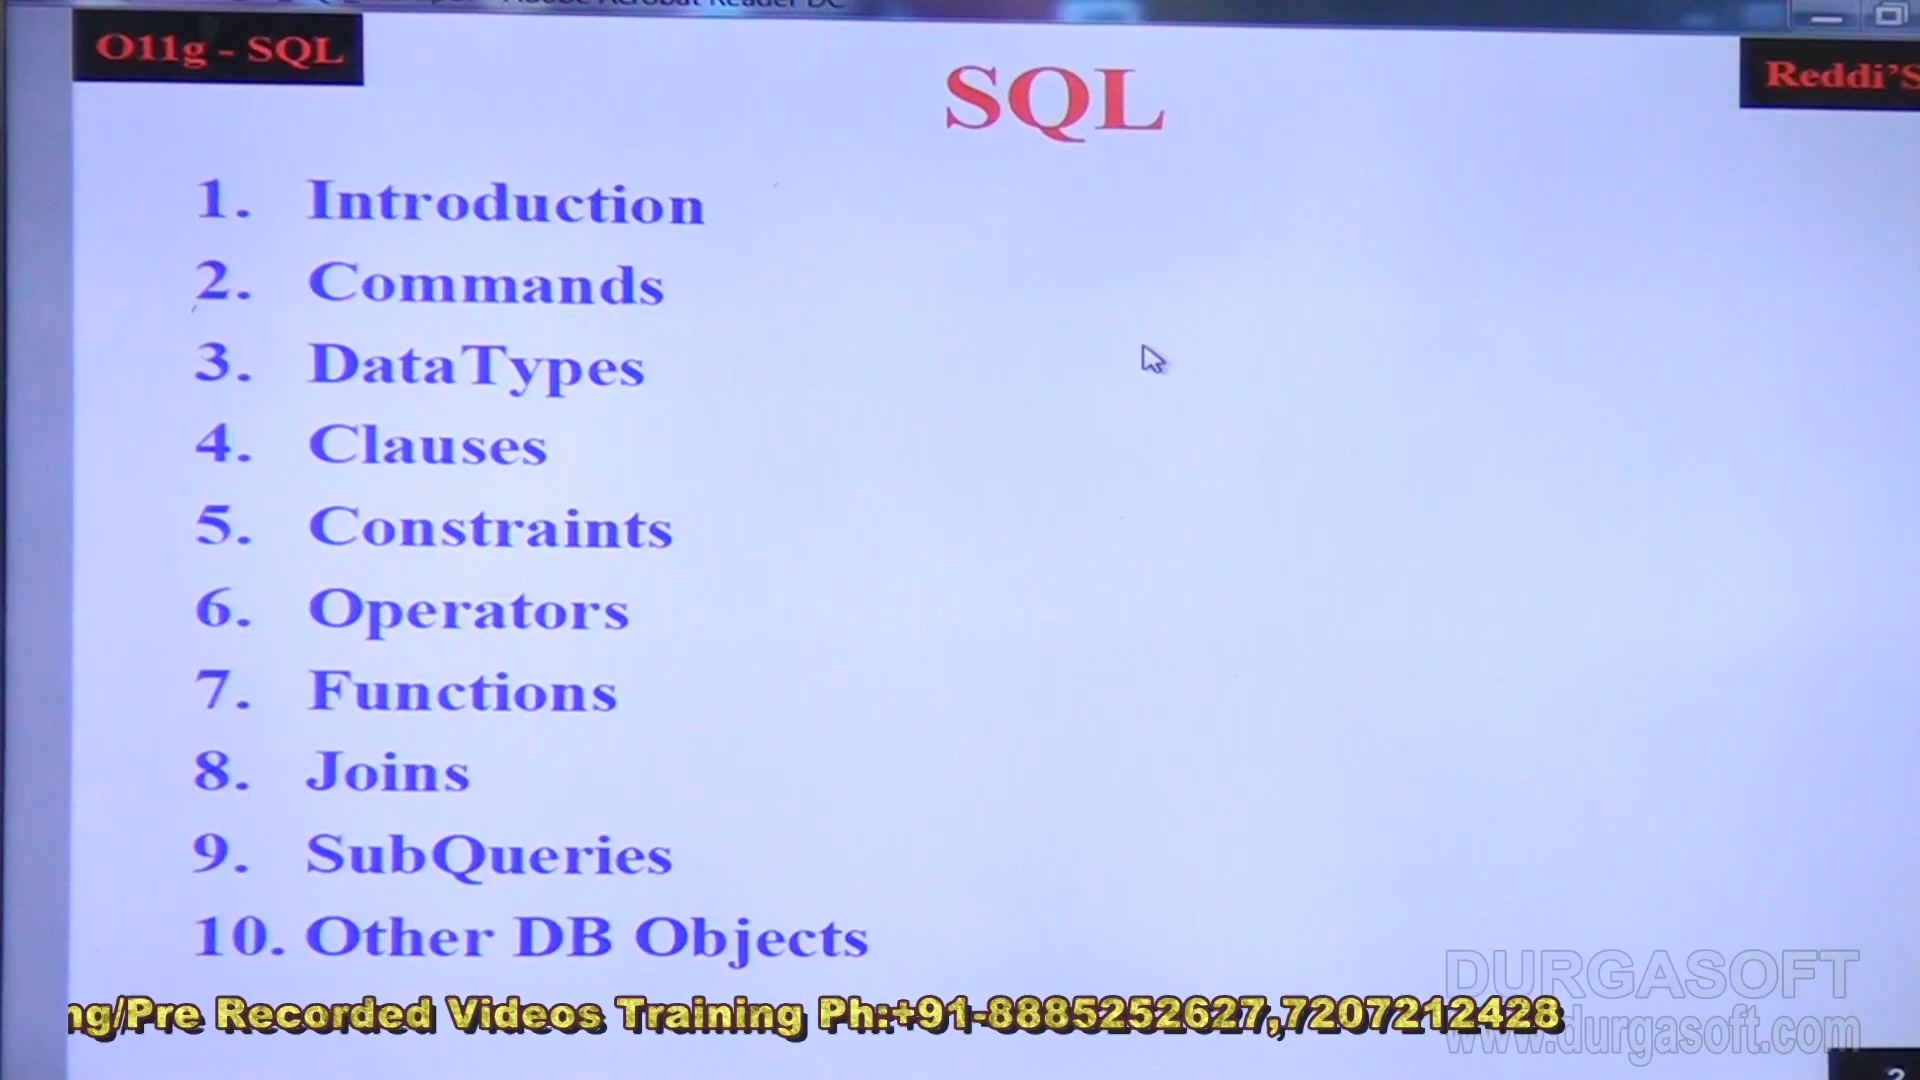 O11g - SQL
SQL
Reddi'S
1. Introduction
2. Commands
3. DataTypes
4. Clauses
5. Constraints
6. Operators
7. Functions
8. Joins
9. SubQueries
10. Other DB Objects
DURGASOFT
ng/Pre Recorded Videos Training Ph:+91-8885252627,7207212428
www.durgasoft.com